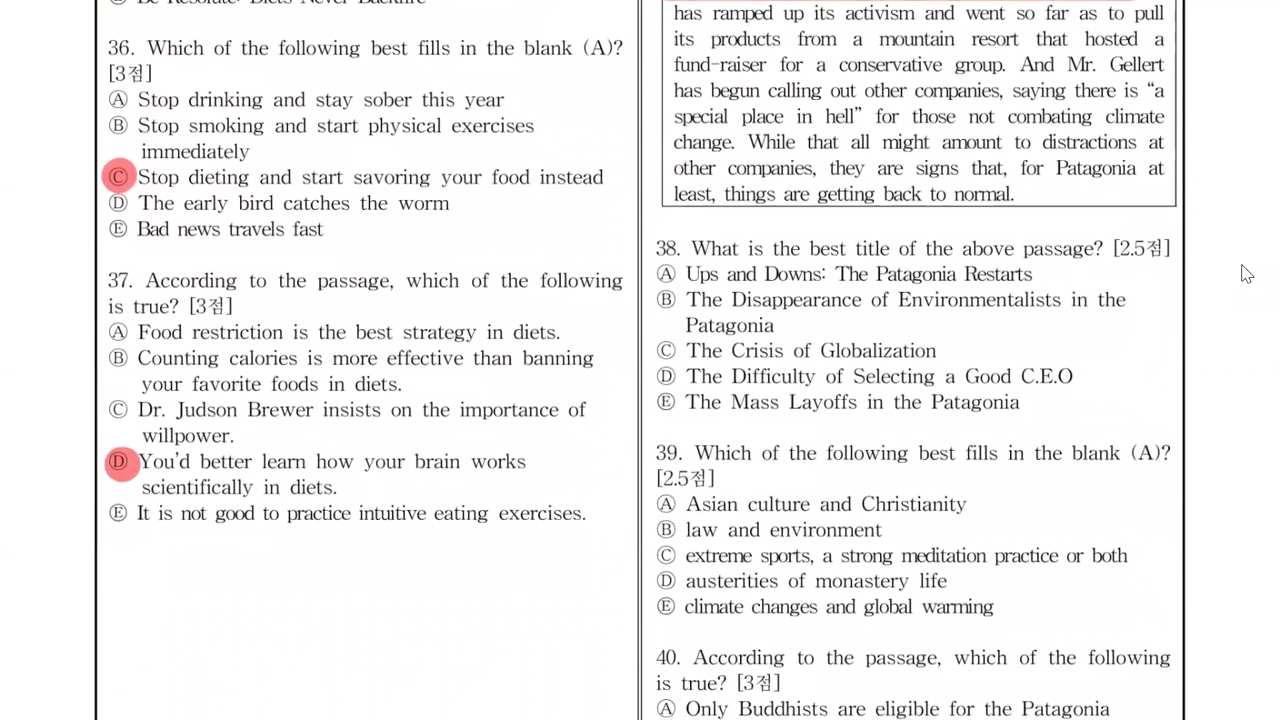 Ⓔ Be Resolute: Diets Never Backfire
36. Which of the following best fills in the blank (A)?
[3점]
Ⓐ Stop drinking and stay sober this year
Ⓑ Stop smoking and start physical exercises
immediately
Ⓒ Stop dieting and start savoring your food instead
Ⓓ The early bird catches the worm
Ⓔ Bad news travels fast
37. According to the passage, which of the following
is true? [3점]
Ⓐ Food restriction is the best strategy in diets.
Ⓑ Counting calories is more effective than banning
your favorite foods in diets.
Ⓒ Dr. Judson Brewer insists on the importance of
willpower.
Ⓓ You'd better learn how your brain works
scientifically in diets.
Ⓔ It is not good to practice intuitive eating exercises.
has ramped up its activism and went so far as to pull
its products from a mountain resort that hosted a
fund-raiser for a conservative group. And Mr. Gellert
has begun calling out other companies, saying there is “a
special place in hell” for those not combating climate
change. While that all might amount to distractions at
other companies, they are signs that, for Patagonia at
least, things are getting back to normal.
38. What is the best title of the above passage? [2.5점]
Ⓐ Ups and Downs: The Patagonia Restarts
Ⓑ The Disappearance of Environmentalists in the
Patagonia
Ⓒ The Crisis of Globalization
Ⓓ The Difficulty of Selecting a Good C.E.O
Ⓔ The Mass Layoffs in the Patagonia
39. Which of the following best fills in the blank (A)?
[2.5점]
Ⓐ Asian culture and Christianity
Ⓑ law and environment
Ⓒ extreme sports, a strong meditation practice or both
Ⓓ austerities of monastery life
Ⓔ climate changes and global warming
40. According to the passage, which of the following
is true? [3점]
Ⓐ Only Buddhists are eligible for the Patagonia